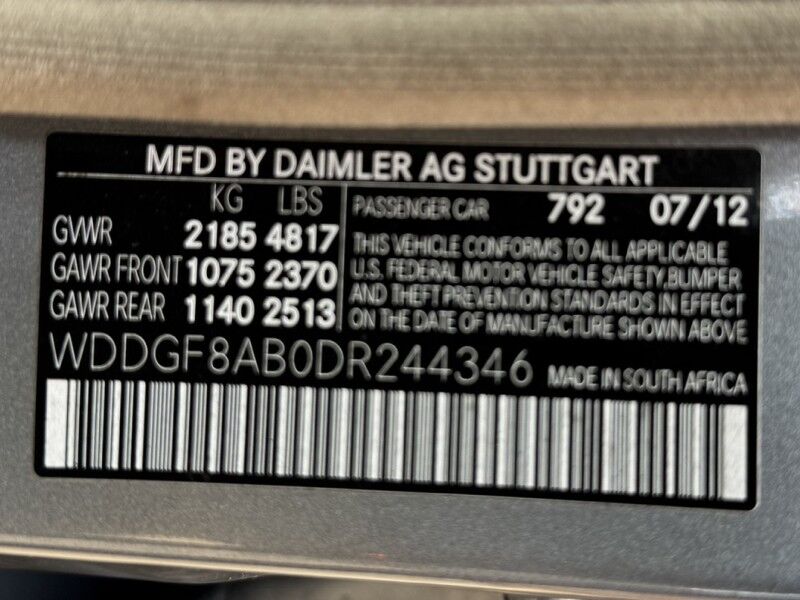 MFD BY DAIMLER AG STUTTGART
KG LBS
GVWR 2185 4817
GAWR FRONT 1075 2370
GAWR REAR 1140 2513
PASSENGER CAR 792 07/12
THIS VEHICLE CONFORMS TO ALL APPLICABLE
U.S. FEDERAL MOTOR VEHICLE SAFETY,BUMPER
AND THEFT PREVENTION STANDARDS IN EFFECT
ON THE DATE OF MANUFACTURE SHOWN ABOVE
WDDGF8AB0DR244346 MADE IN SOUTH AFRICA